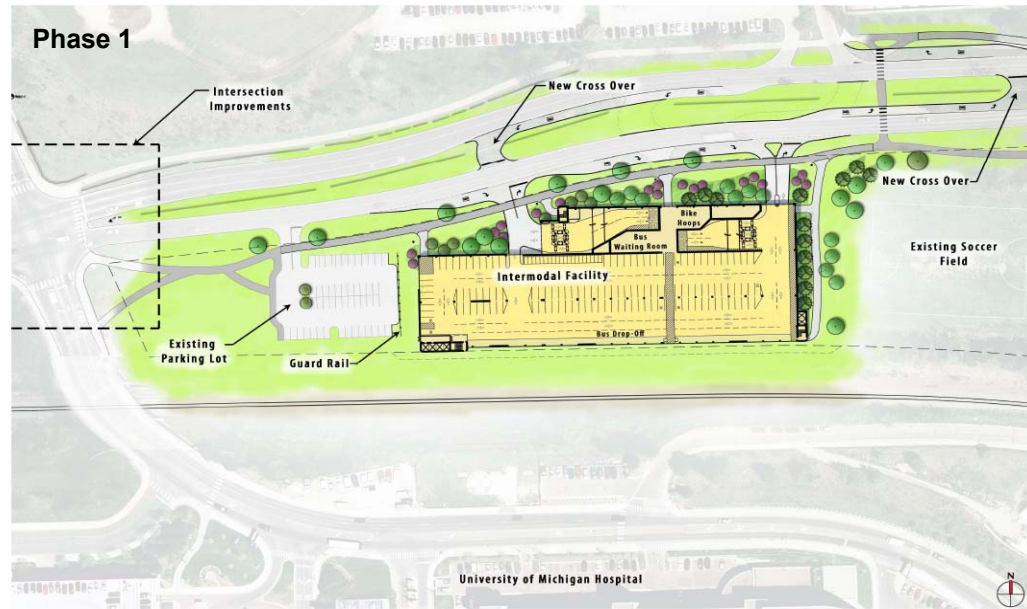 Phase 1
Intersection
Improvements
New Cross Over
New Cross Over
Bike
Hoops
Bus
Waiting Room
Intermodal Facility
Existing Soccer
Field
Bus Drop-Off
Existing
Parking Lot
Guard Rail
University of Michigan Hospital
N